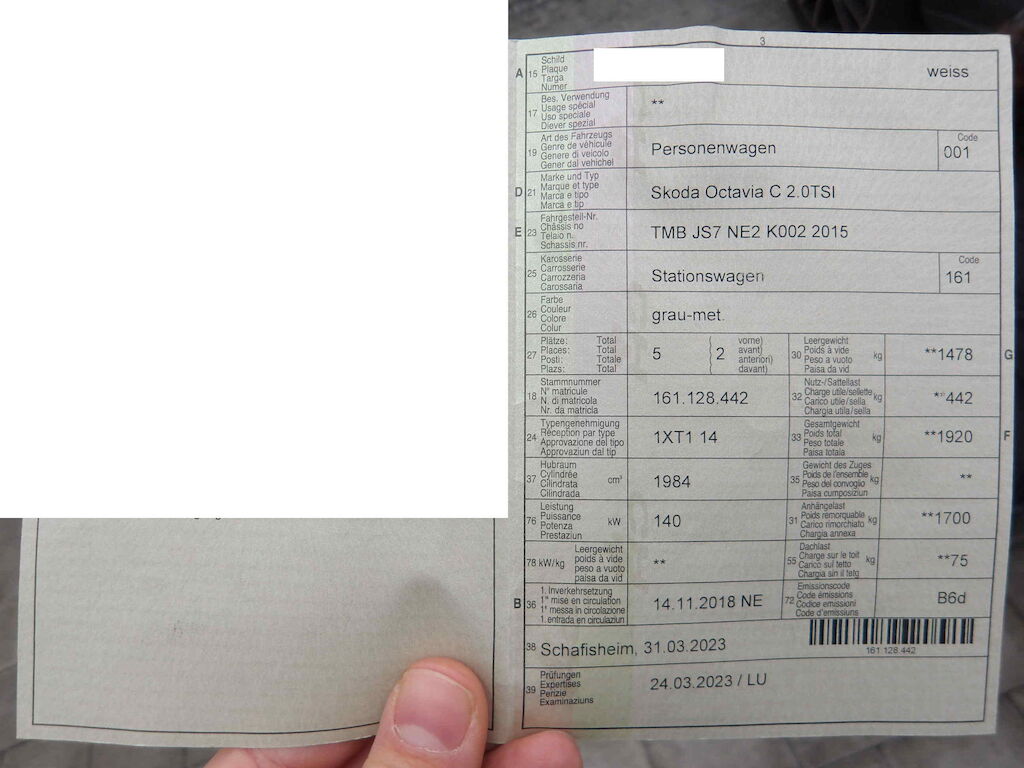 3
A 15 Schild
Plaque
Targa
Numer
weiss
17 Bes. Verwendung
Usage spécial
Uso speciale
Diever spezial
**
19 Art des Fahrzeugs
Genre de véhicule
Genere di veicolo
Gener dal vehichel
Personenwagen
Code
001
D 21 Marke und Typ
Marque et type
Marca e tipo
Marca e tip
Skoda Octavia C 2.0TSI
E 23 Fahrgestell-Nr.
Châssis no
Telaio n.
Schassis nr.
TMB JS7 NE2 K002 2015
25 Karosserie
Carrosserie
Carrozzeria
Carossaria
Stationswagen
Code
161
26 Farbe
Couleur
Colore
Colur
grau-met.
27 Plätze: Total
Places: Total
Posti: Totale
Plazs: Total
5
2
vorne)
avant)
anteriori)
davant)
30 Leergewicht
Poids à vide
Peso a vuoto
Paisa da vid
kg
**1478
G
18 Stammnummer
N° matricule
N. di matricola
Nr. da matricla
161.128.442
32 Nutz-/Sattellast
Charge utile/sellette
Carico utile/sella
Chargia utila/sella
kg
**442
24 Typengenehmigung
Réception par type
Approvazione del tipo
Approvaziun dal tip
1XT1 14
33 Gesamtgewicht
Poids total
Peso totale
Paisa totala
kg
**1920
F
37 Hubraum
Cylindrée
Cilindrata
Cilindrada
cm³
1984
35 Gewicht des Zuges
Poids de l'ensemble
Peso del convoglio
Paisa cumposiziun
kg
**
76 Leistung
Puissance
Potenza
Prestaziun
kW
140
31 Anhängelast
Poids remorquable
Carico rimorchiato
Chargia annexa
kg
**1700
78 kW/kg
Leergewicht
poids à vide
peso a vuoto
paisa da vid
**
55 Dachlast
Charge sur le toit
Carico sul tetto
Chargia sin il tetg
kg
**75
B 36 1. Inverkehrsetzung
1re mise en circulation
1a messa in circolazione
1. entrada en circulaziun
14.11.2018 NE
72 Emissionscode
Code émissions
Codice emissioni
Code d'emissiuns
B6d
38 Schafisheim, 31.03.2023
161 128 442
39 Prüfungen
Expertises
Perizie
Examinaziuns
24.03.2023 / LU